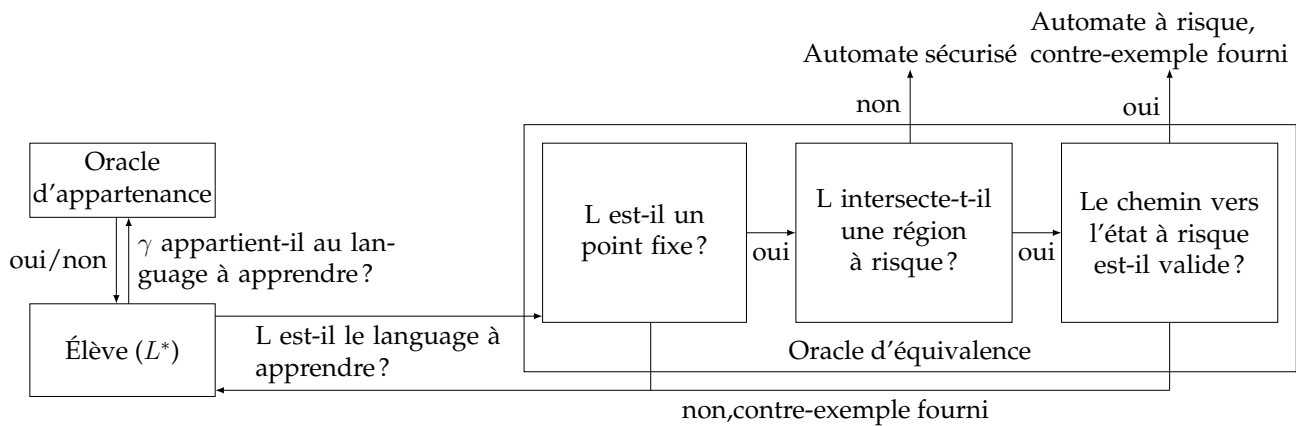 Automate à risque,
Automate sécurisé contre-exemple fourni
non
oui
Oracle
d'appartenance
oui/non
γ appartient-il au lan-
guage à apprendre ?
Élève (L*)
L est-il le language à
apprendre ?
L est-il un
point fixe ?
oui
L intersecte-t-il
une région
à risque ?
oui
Le chemin vers
l'état à risque
est-il valide ?
Oracle d'équivalence
non,contre-exemple fourni